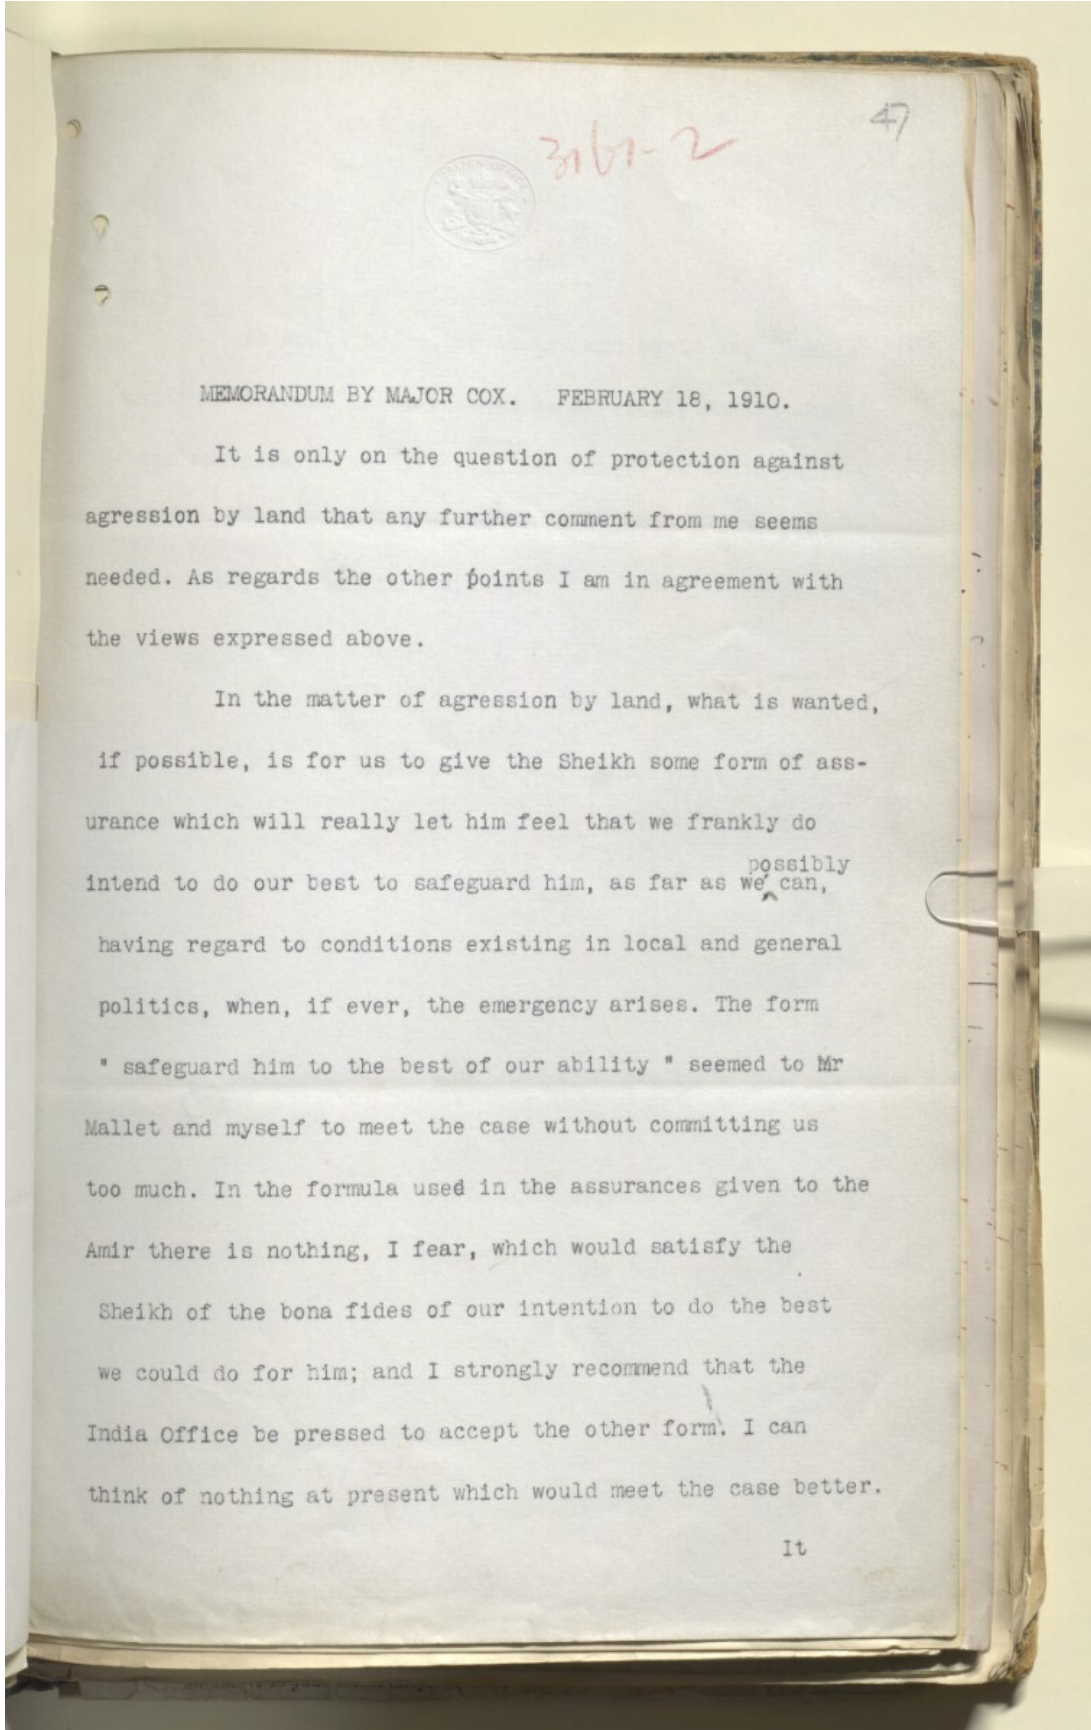 47
3161-2
FOREIGN OFFICE
MEMORANDUM BY MAJOR COX. FEBRUARY 18, 1910.
It is only on the question of protection against
agression by land that any further comment from me seems
needed. As regards the other points I am in agreement with
the views expressed above.
In the matter of agression by land, what is wanted,
if possible, is for us to give the Sheikh some form of ass-
urance which will really let him feel that we frankly do
possibly
intend to do our best to safeguard him, as far as we can,
having regard to conditions existing in local and general
politics, when, if ever, the emergency arises. The form
" safeguard him to the best of our ability " seemed to Mr
Mallet and myself to meet the case without committing us
too much. In the formula used in the assurances given to the
Amir there is nothing, I fear, which would satisfy the
Sheikh of the bona fides of our intention to do the best
we could do for him; and I strongly recommend that the
India Office be pressed to accept the other form. I can
think of nothing at present which would meet the case better.
It